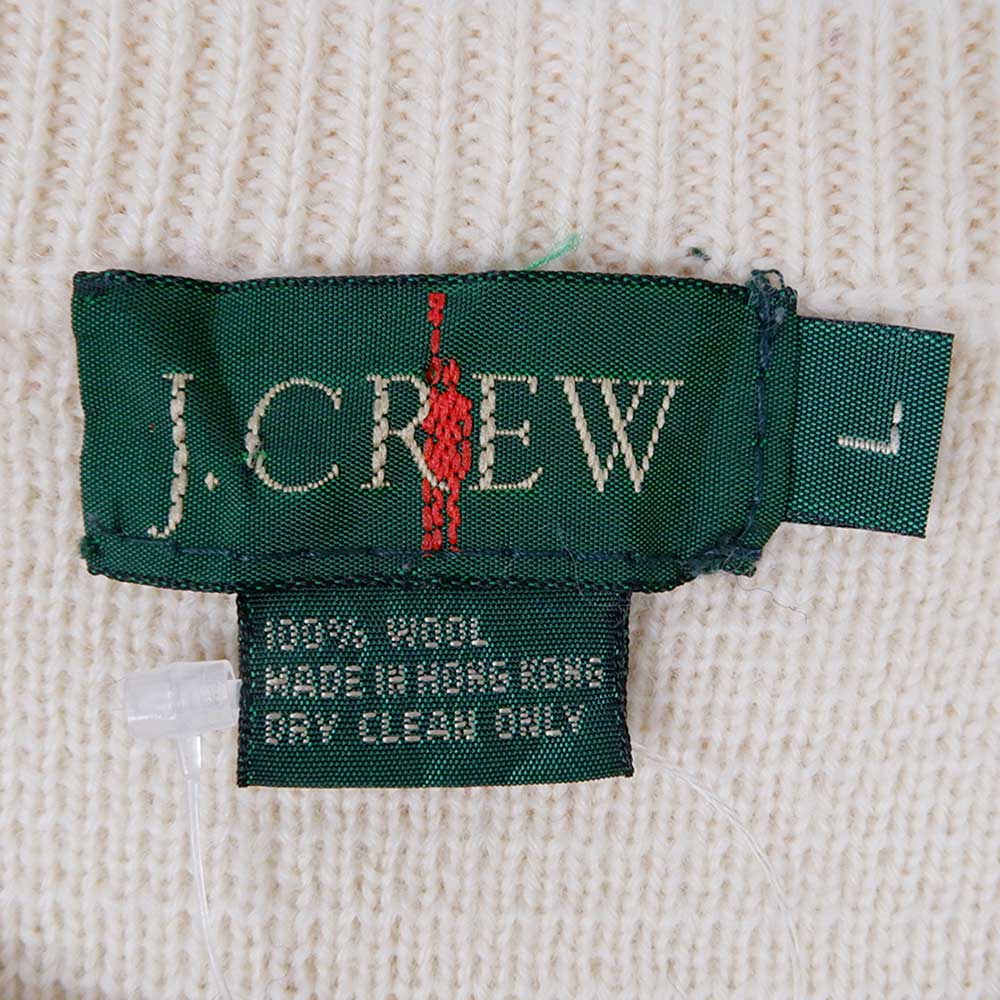 J.CREW
L
100% WOOL
MADE IN HONG KONG
DRY CLEAN ONLY